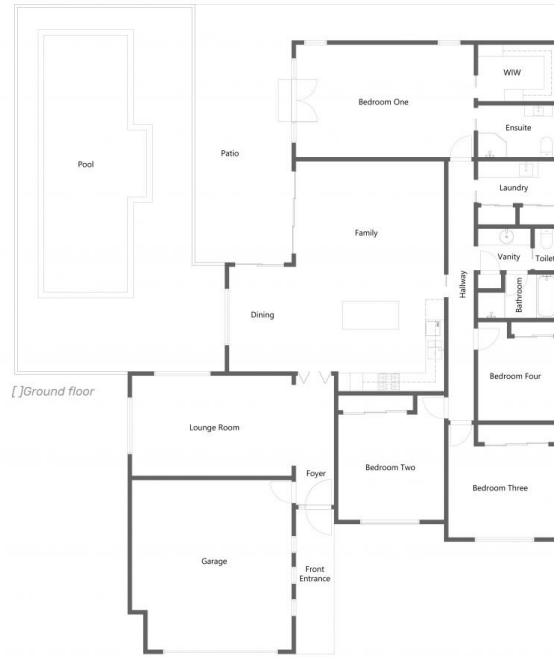 WIW
Bedroom One
Ensuite
Patio
Pool
Laundry
Family
Vanity
Toilet
Hallway
Bathroom
Dining
[ ]Ground floor
Bedroom Four
Lounge Room
Bedroom Two
Foyer
Bedroom Three
Garage
Front
Entrance